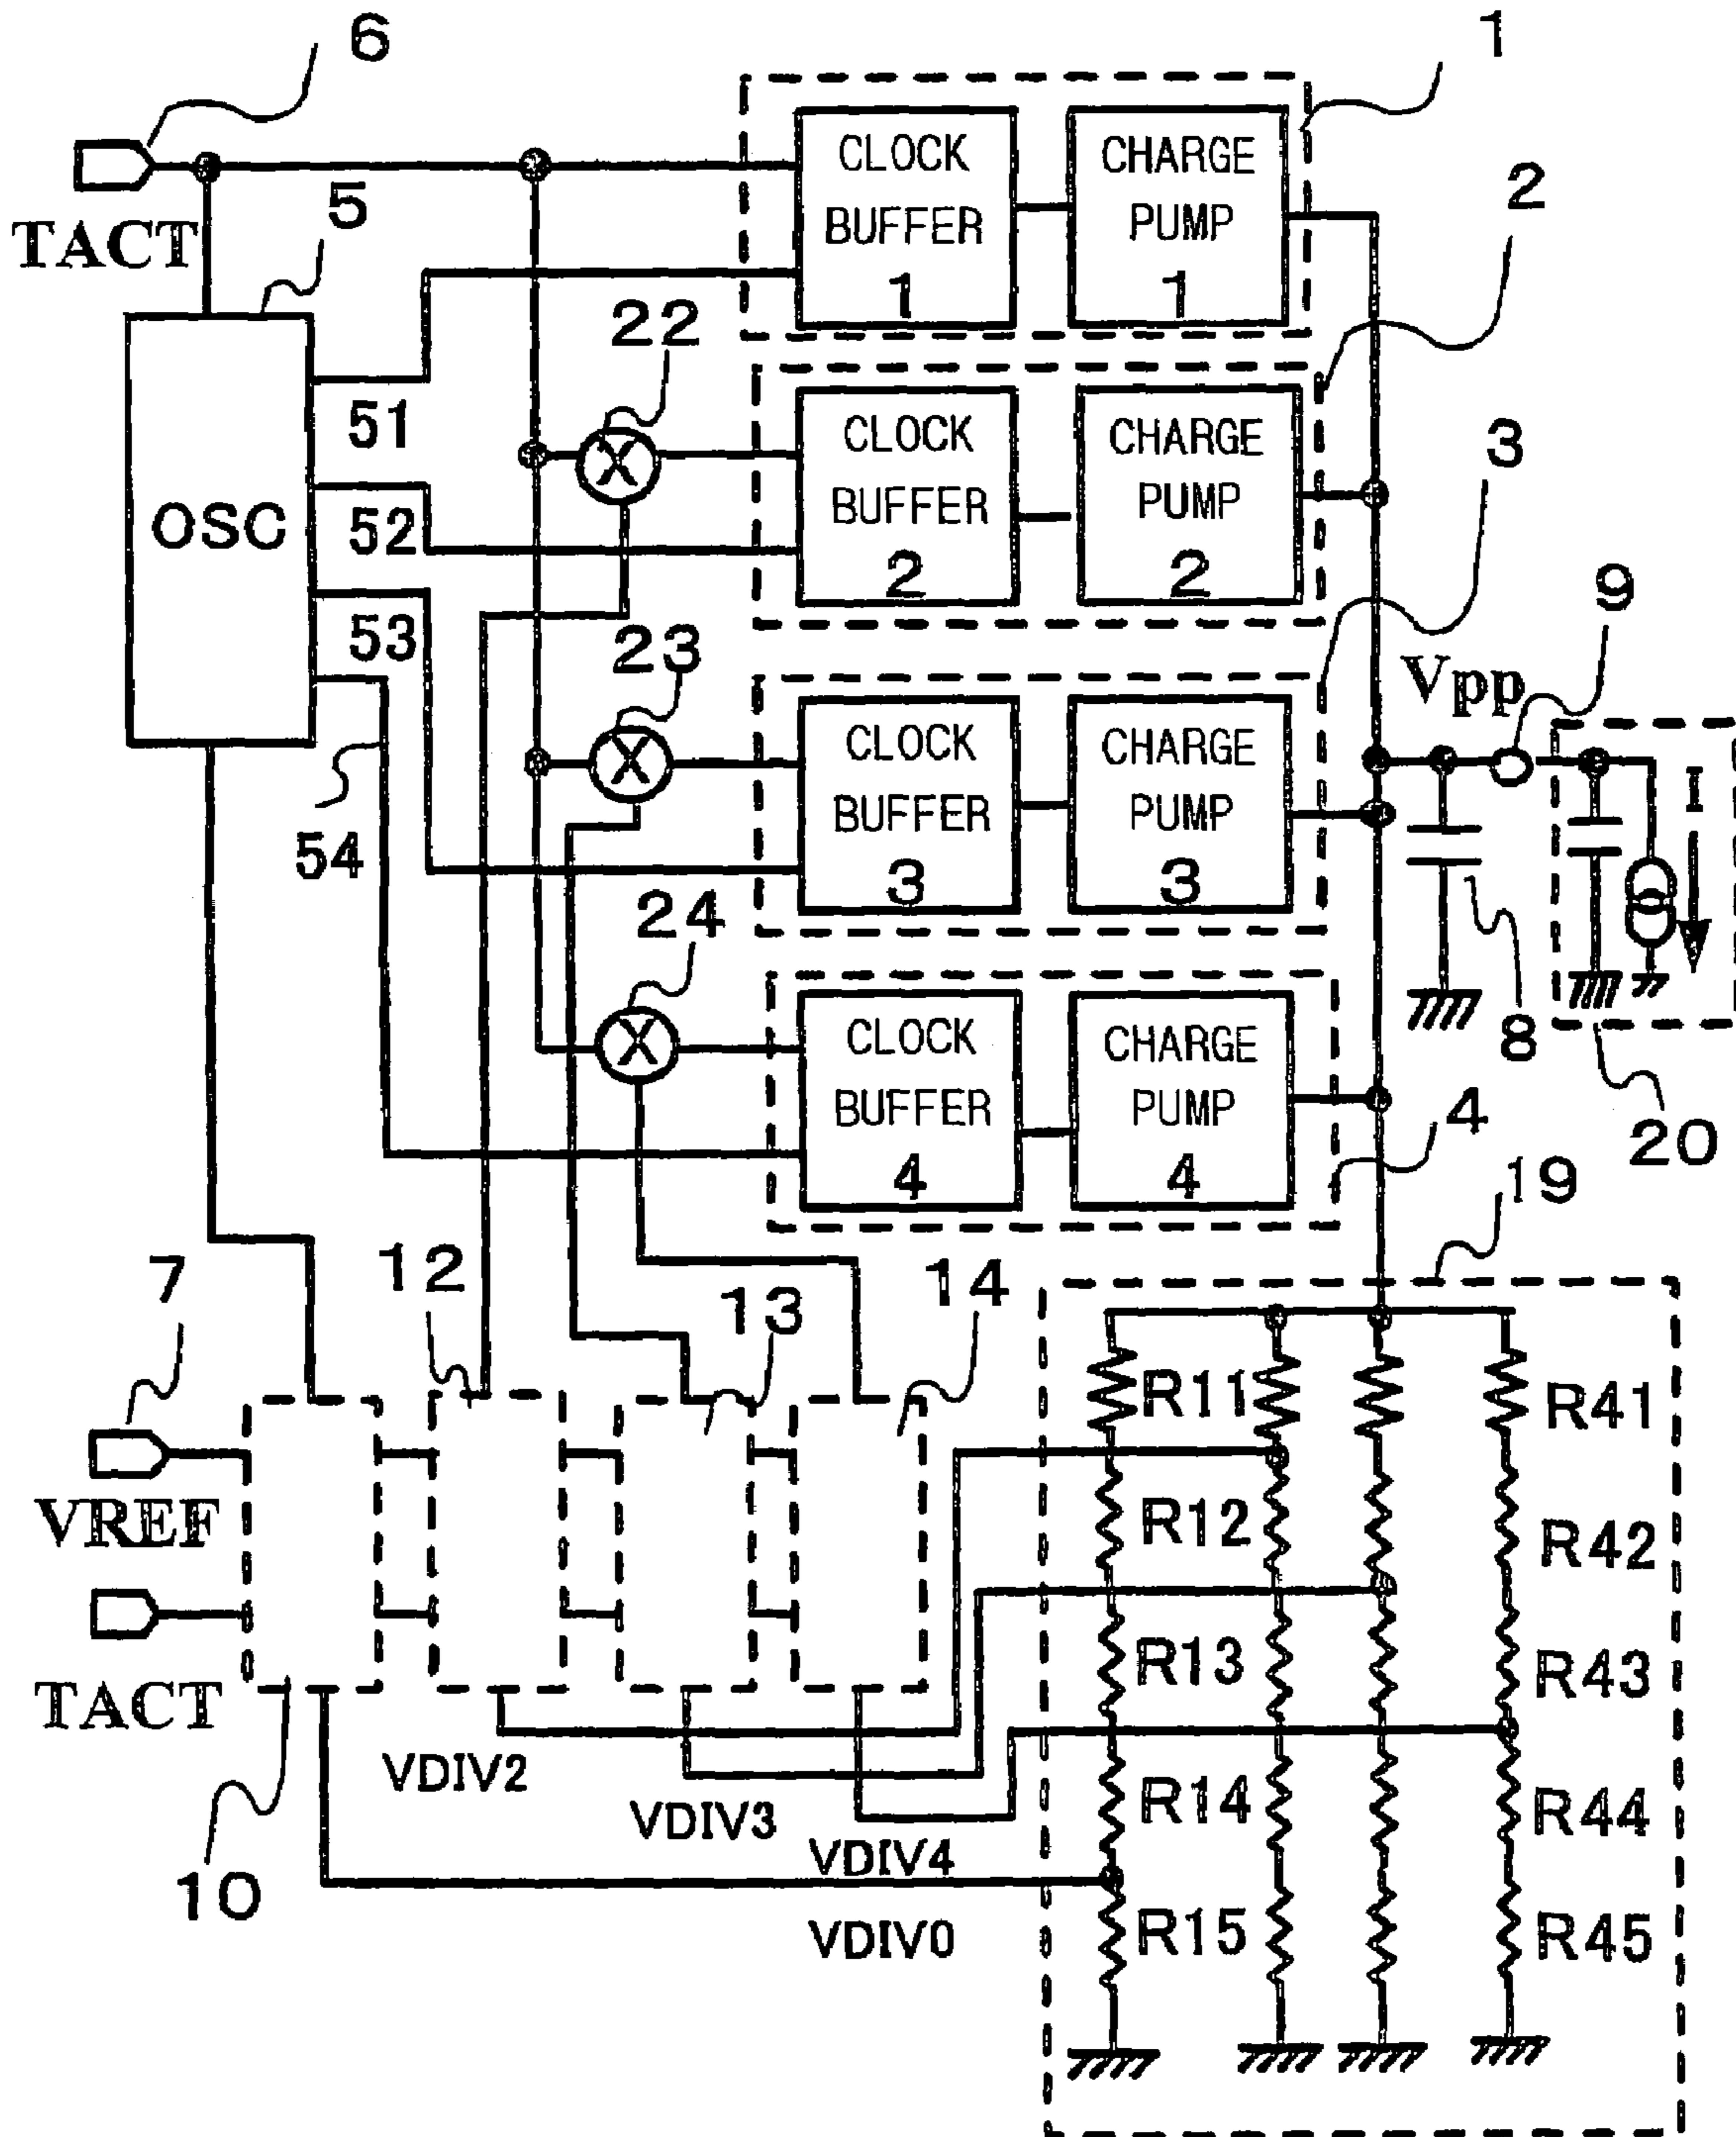 6
1
TACT
5
CLOCK
BUFFER
1
CHARGE
PUMP
1
2
22
51
OSC
52
53
54
CLOCK
BUFFER
2
CHARGE
PUMP
2
3
23
Vpp
9
CLOCK
BUFFER
3
CHARGE
PUMP
3
I
24
8
20
CLOCK
BUFFER
4
CHARGE
PUMP
4
4
19
7
12
13
14
VREF
TACT
10
VDIV2
VDIV3
VDIV4
VDIV0
R11
R12
R13
R14
R15
R41
R42
R43
R44
R45
X
X
X